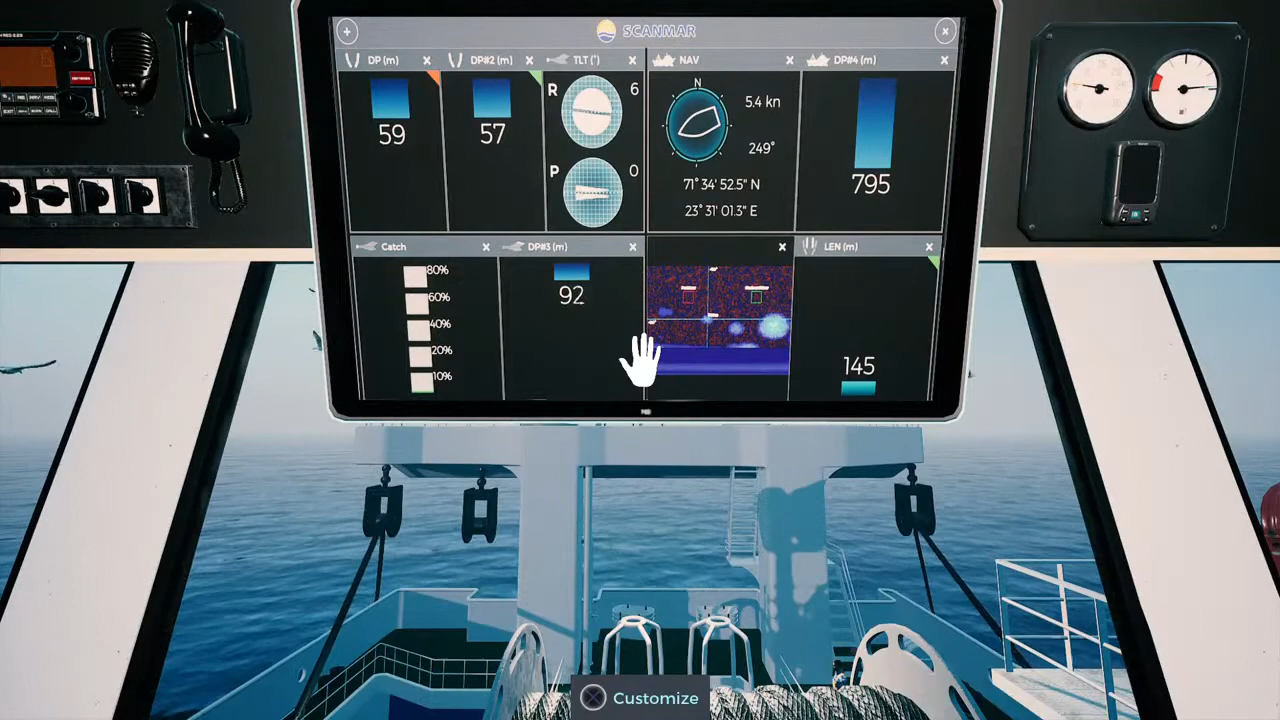 SCANMAR
DP (m)
DP#2 (m)
TLT (°)
NAV
DP#4 (m)
59
57
R 6
P 0
N
5.4 kn
249°
71° 34' 52.5" N
23° 31' 01.3" E
795
Catch
DP#3 (m)
LEN (m)
80%
60%
40%
20%
10%
92
145
Customize